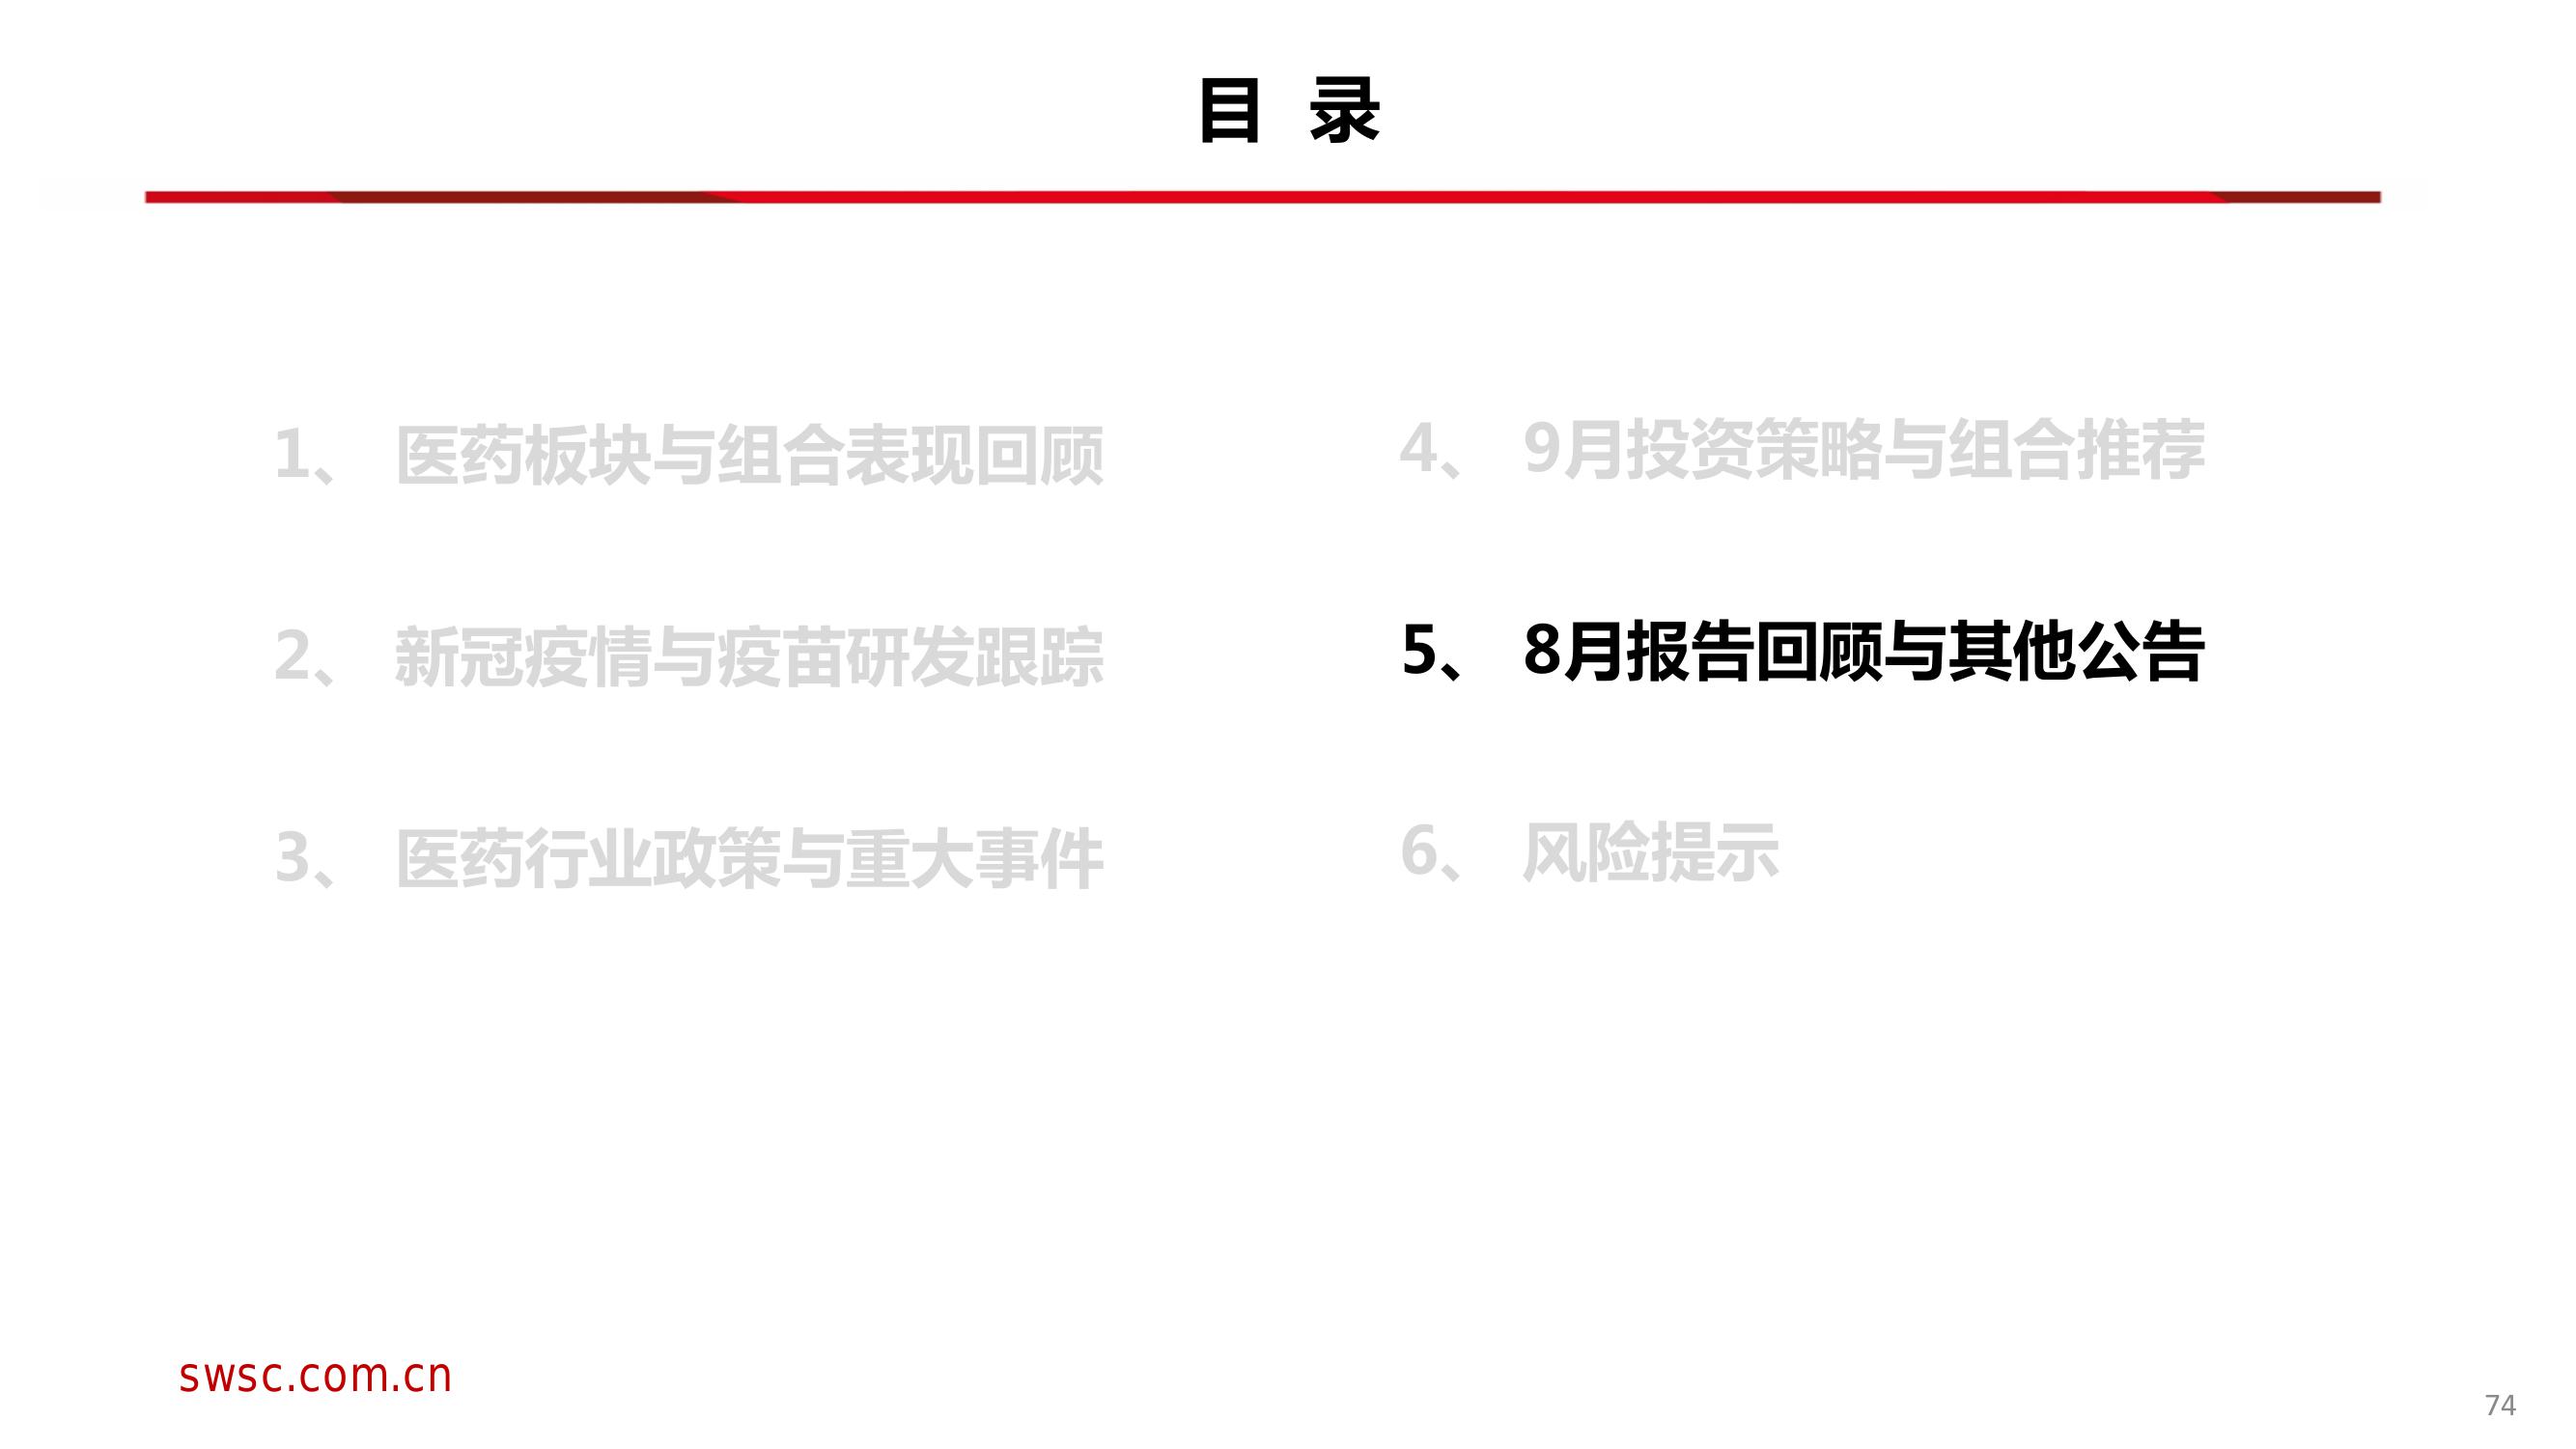 目 录
1、 医药板块与组合表现回顾
2、 新冠疫情与疫苗研发跟踪
3、 医药行业政策与重大事件
4、 9月投资策略与组合推荐
5、 8月报告回顾与其他公告
6、 风险提示
swsc.com.cn
74